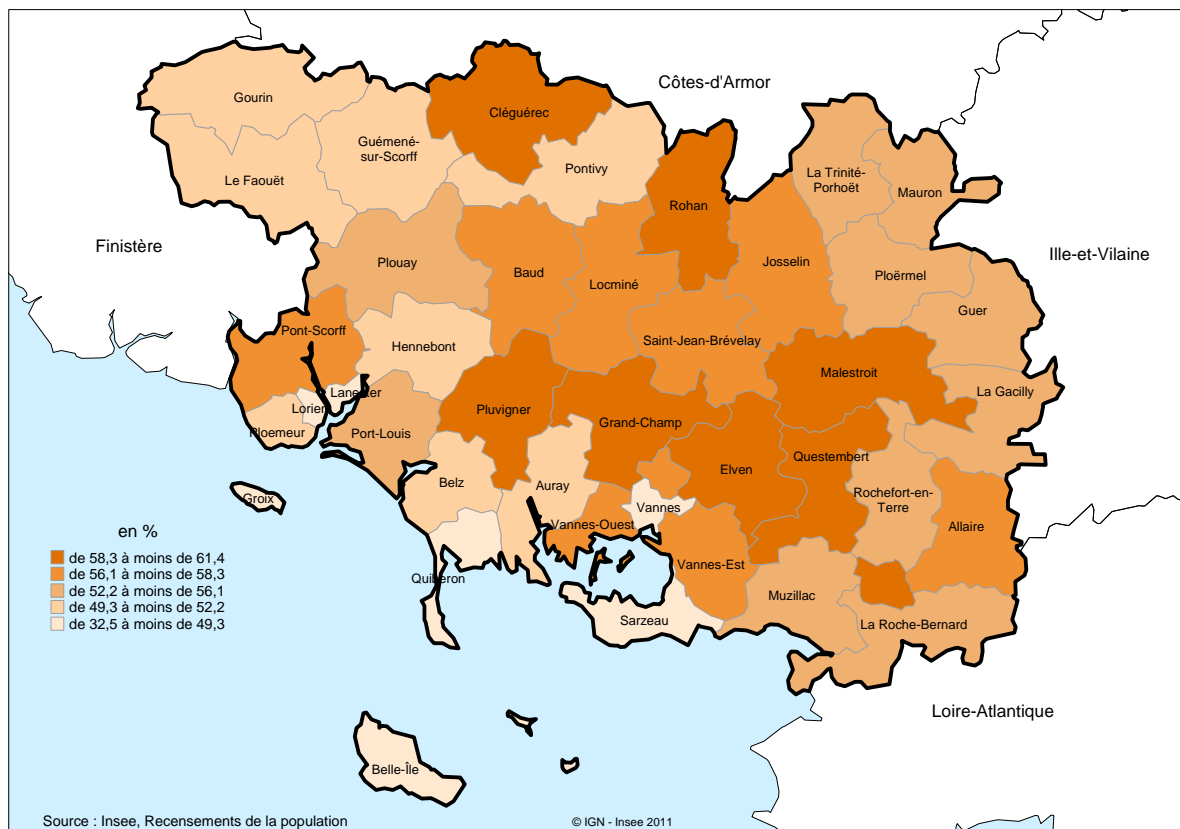 Côtes-d'Armor
Gourin
Cléguérec
Guémené-
sur-Scorff
Le Faouët
Pontivy
La Trinité-
Porhoët
Mauron
Rohan
Finistère
Plouay
Baud
Locminé
Josselin
Ploërmel
Ille-et-Vilaine
Guer
Pont-Scorff
Hennebont
Saint-Jean-Brévelay
Malestroit
La Gacilly
Lanester
Lorient
Ploemeur
Port-Louis
Pluvigner
Grand-Champ
Questembert
Elven
Belz
Auray
Vannes
Rochefort-en-
Terre
Allaire
Groix
Vannes-Ouest
Vannes-Est
Quiberon
Muzillac
Sarzeau
La Roche-Bernard
Loire-Atlantique
Belle-Île
en %
de 58,3 à moins de 61,4
de 56,1 à moins de 58,3
de 52,2 à moins de 56,1
de 49,3 à moins de 52,2
de 32,5 à moins de 49,3
Source : Insee, Recensements de la population
© IGN - Insee 2011